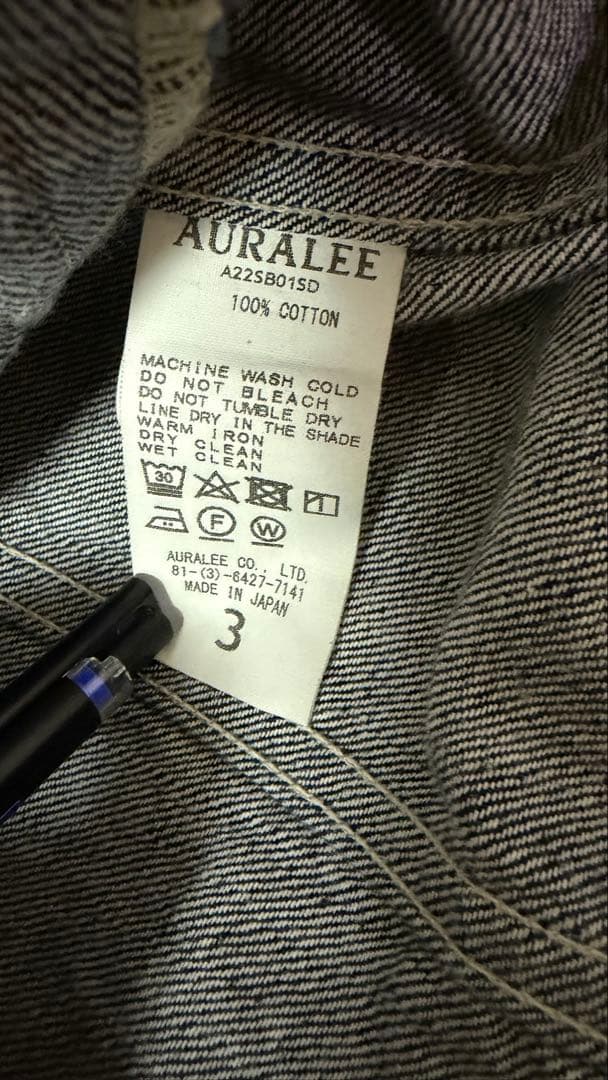 AURALEE
A22SB01SD
100% COTTON
MACHINE WASH COLD
DO NOT BLEACH
DO NOT TUMBLE DRY
LINE DRY IN THE SHADE
WARM IRON
DRY CLEAN
WET CLEAN
30
F W
AURALEE CO., LTD.
81-(3)-6427-7141
MADE IN JAPAN
3